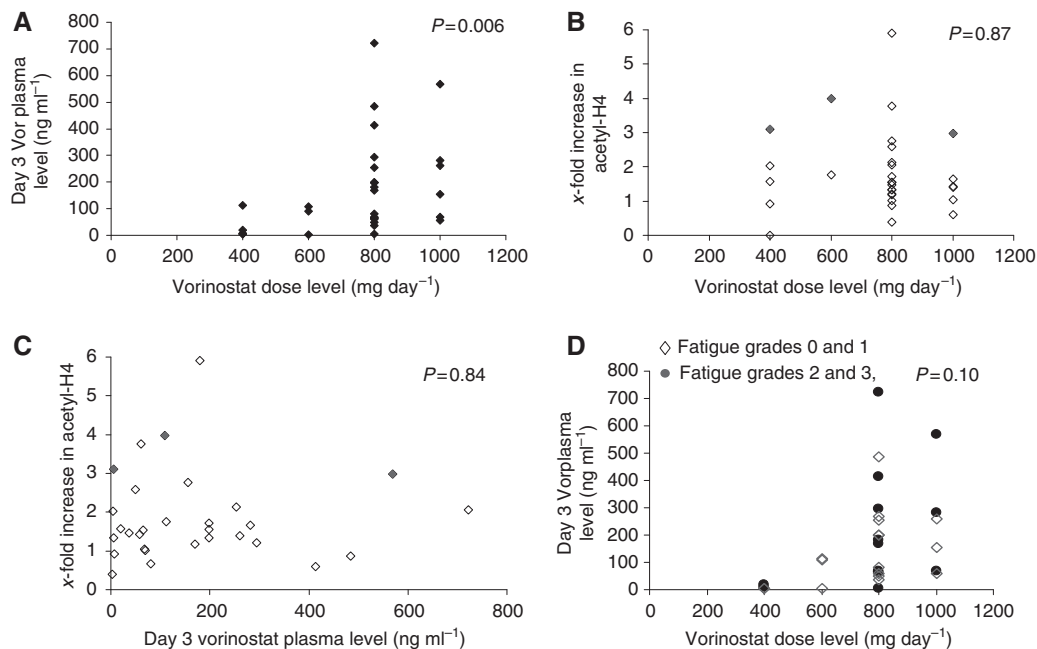 A
P=0.006
Day 3 Vor plasma
level (ng ml⁻¹)
800
700
600
500
400
300
200
100
0
0 200 400 600 800 1000 1200
Vorinostat dose level (mg day⁻¹)
B
P=0.87
x-fold increase in
acetyl-H4
6
5
4
3
2
1
0
0 200 400 600 800 1000 1200
Vorinostat dose level (mg day⁻¹)
C
P=0.84
x-fold increase in acetyl-H4
6
5
4
3
2
1
0
0 200 400 600 800
Day 3 vorinostat plasma level (ng ml⁻¹)
D
Fatigue grades 0 and 1
Fatigue grades 2 and 3,
P=0.10
Day 3 Vorplasma
level (ng ml⁻¹)
800
700
600
500
400
300
200
100
0
0 200 400 600 800 1000 1200
Vorinostat dose level (mg day⁻¹)